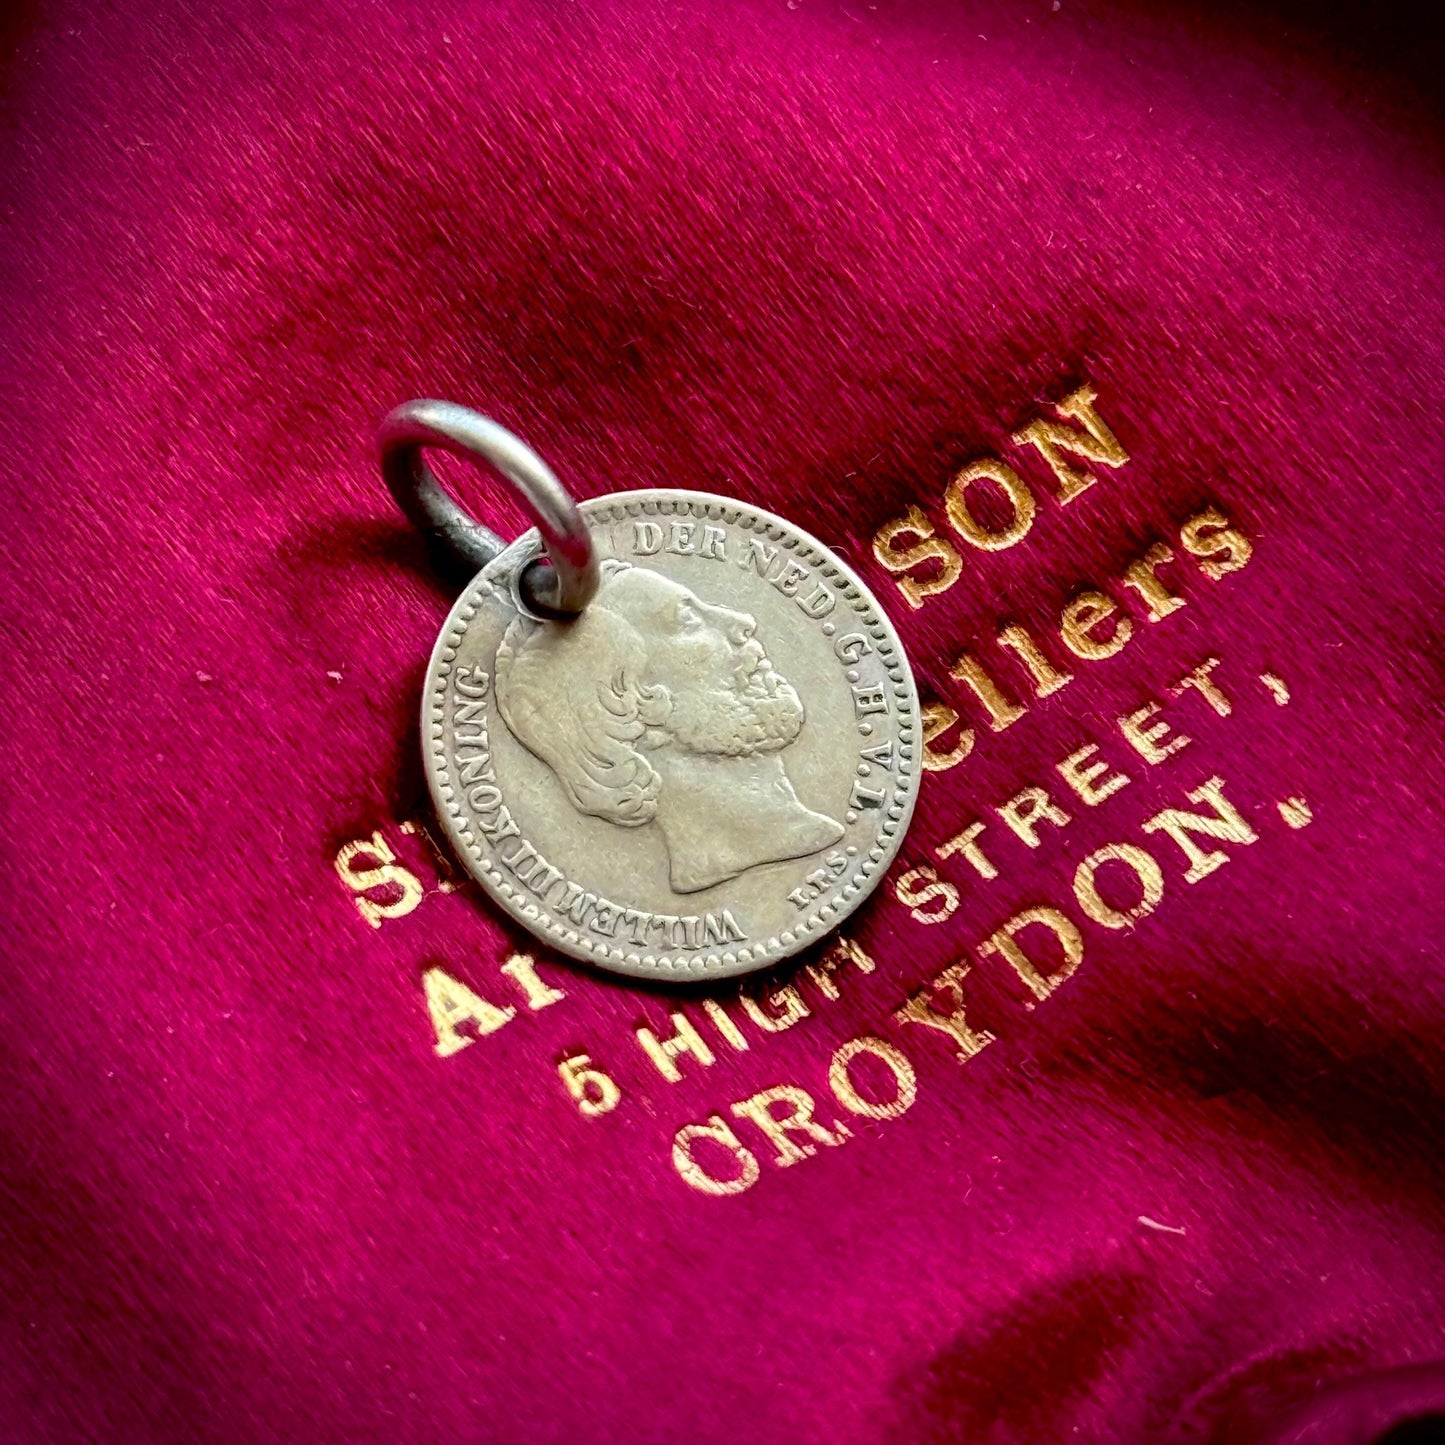 WILLEM III KONING DER NED. G. H. V. L.
I.P.S.
SON
ellers
5 HIGH STREET,
CROYDON.